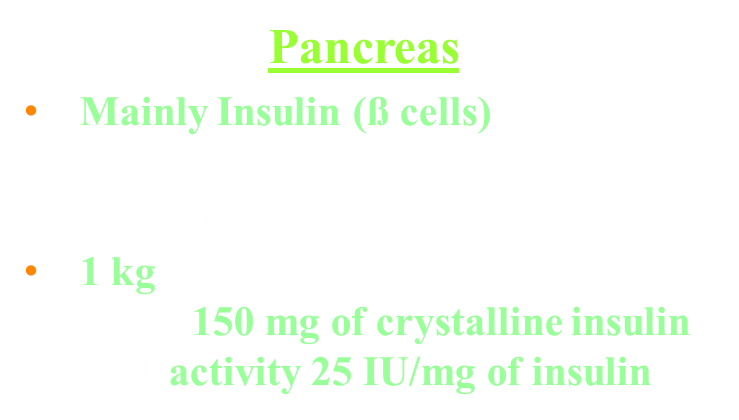 Pancreas
• Mainly Insulin (ß cells)
• 1 kg
150 mg of crystalline insulin
activity 25 IU/mg of insulin